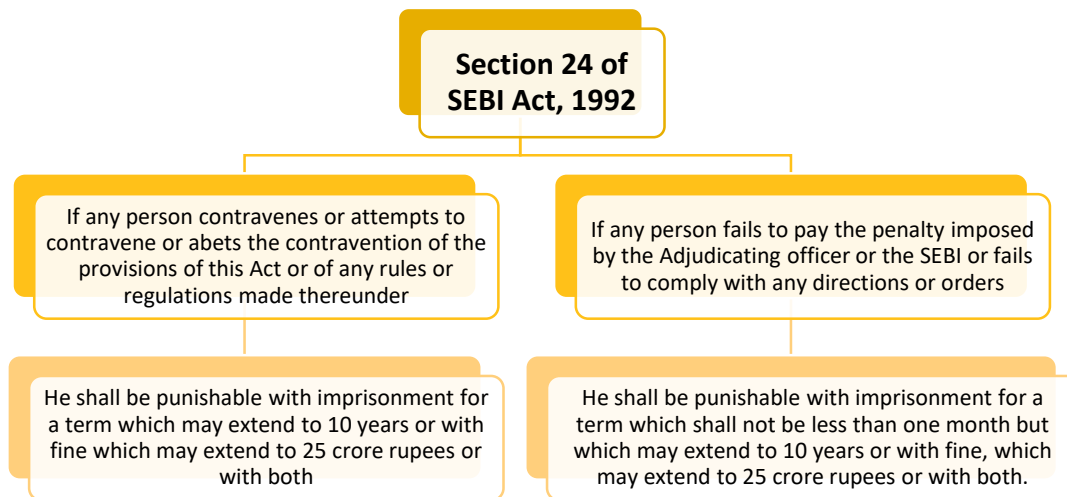 Section 24 of
SEBI Act, 1992
If any person contravenes or attempts to
contravene or abets the contravention of the
provisions of this Act or of any rules or
regulations made thereunder
If any person fails to pay the penalty imposed
by the Adjudicating officer or the SEBI or fails
to comply with any directions or orders
He shall be punishable with imprisonment for
a term which may extend to 10 years or with
fine which may extend to 25 crore rupees or
with both
He shall be punishable with imprisonment for a
term which shall not be less than one month but
which may extend to 10 years or with fine, which
may extend to 25 crore rupees or with both.